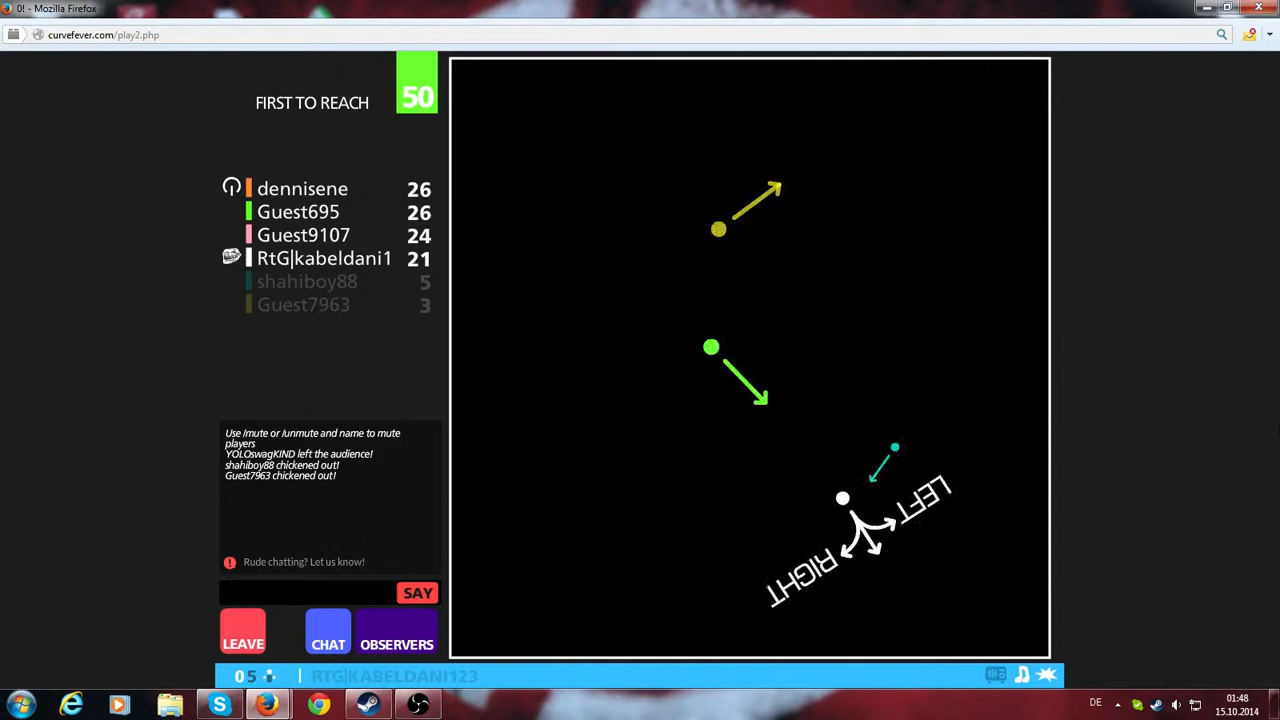 0! - Mozilla Firefox
curvefever.com/play2.php
FIRST TO REACH
50
dennisene 26
Guest695 26
Guest9107 24
RtG|kabeldani1 21
shahiboy88 5
Guest7963 3
Use /mute or /unmute and name to mute
players
YOLOswagKIND left the audience!
shahiboy88 chickened out!
Guest7963 chickened out!
Rude chatting? Let us know!
SAY
LEAVE
CHAT
OBSERVERS
LEFT
RIGHT
05
RTG|KABELDANI123
DE
01:48
15.10.2014